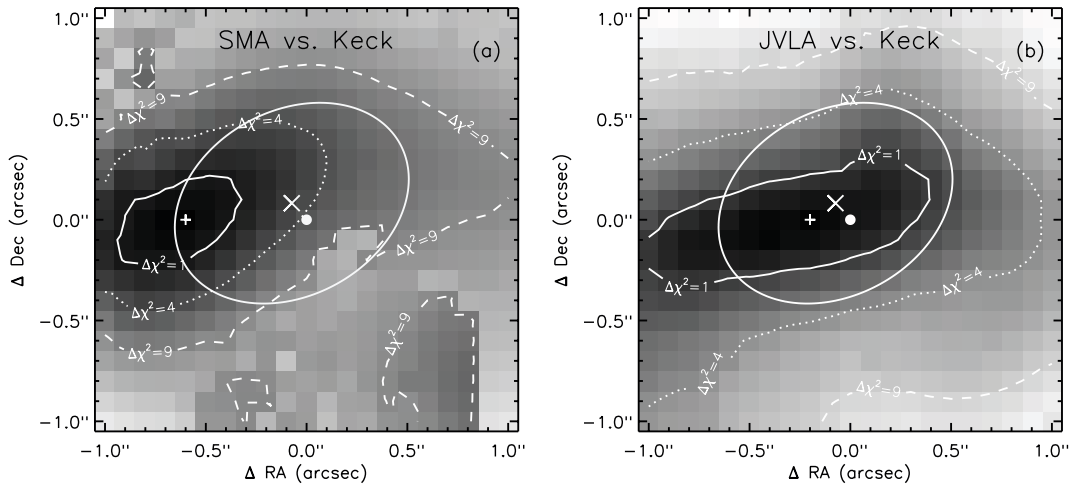 SMA vs. Keck
(a)
Δχ²=9
Δχ²=4
Δχ²=9
Δχ²=9
Δχ²=1
Δχ²=4
Δχ²=9
Δχ²=9
1.0"
0.5"
0.0"
−0.5"
−1.0"
Δ Dec (arcsec)
−1.0" −0.5" 0.0" 0.5" 1.0"
Δ RA (arcsec)
JVLA vs. Keck
(b)
Δχ²=9
Δχ²=4
Δχ²=1
Δχ²=1
Δχ²=4
Δχ²=4
Δχ²=9
1.0"
0.5"
0.0"
−0.5"
−1.0"
Δ Dec (arcsec)
−1.0" −0.5" 0.0" 0.5" 1.0"
Δ RA (arcsec)